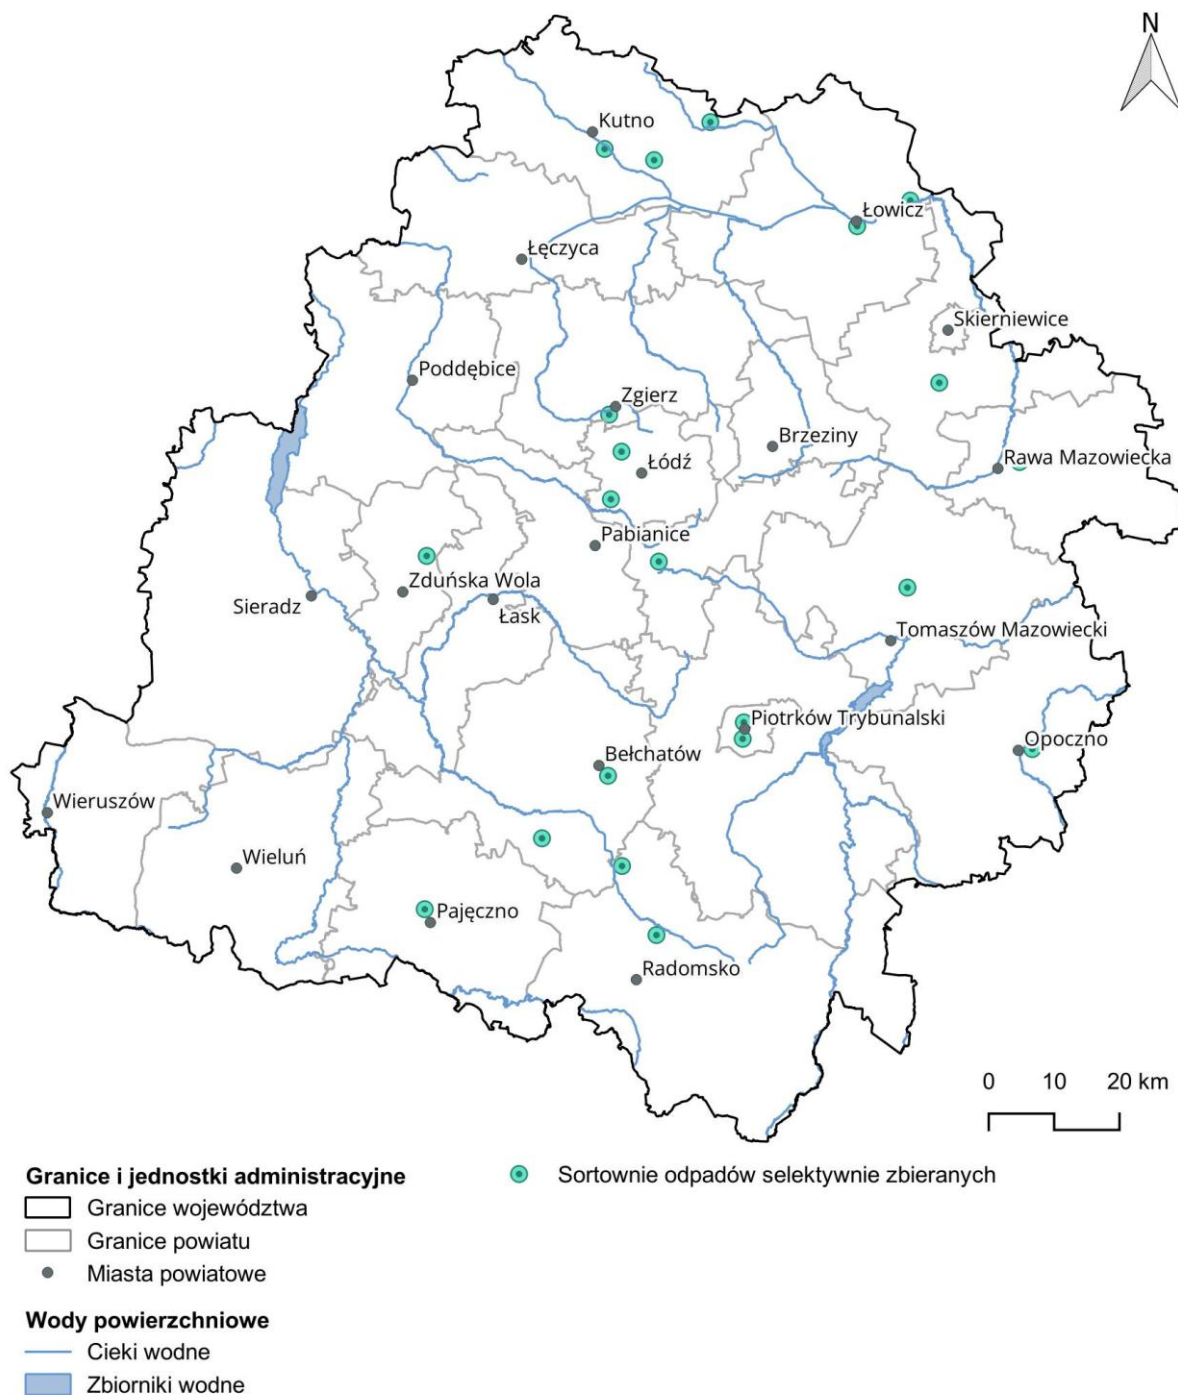 N
Kutno
Łowicz
Łęczyca
Skierniewice
Poddębice
Zgierz
Brzeziny
Rawa Mazowiecka
Łódź
Pabianice
Zduńska Wola
Sieradz
Łask
Tomaszów Mazowiecki
Piotrków Trybunalski
Opoczno
Bełchatów
Wieruszów
Wieluń
Pajęczno
Radomsko
0 10 20 km
Granice i jednostki administracyjne
Sortownie odpadów selektywnie zbieranych
Granice województwa
Granice powiatu
Miasta powiatowe
Wody powierzchniowe
Cieki wodne
Zbiorniki wodne